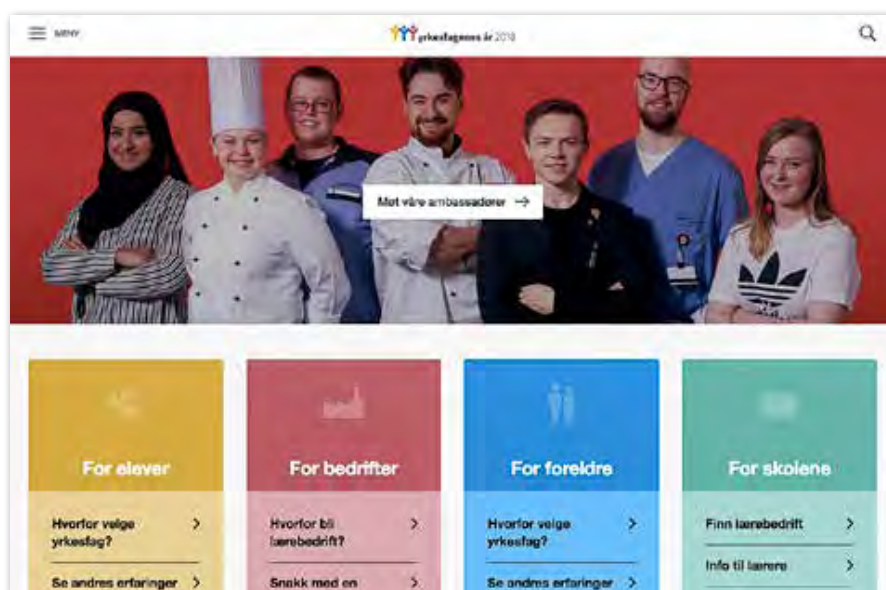 MENY
yrkesfagenes år 2018
Møt våre ambassadører →
For elever
Hvorfor velge
yrkesfag?
Se andres erfaringer
For bedrifter
Hvorfor bli
lærebedrift?
Snakk med en
For foreldre
Hvorfor velge
yrkesfag?
Se andres erfaringer
For skolene
Finn lærebedrift
Info til lærere